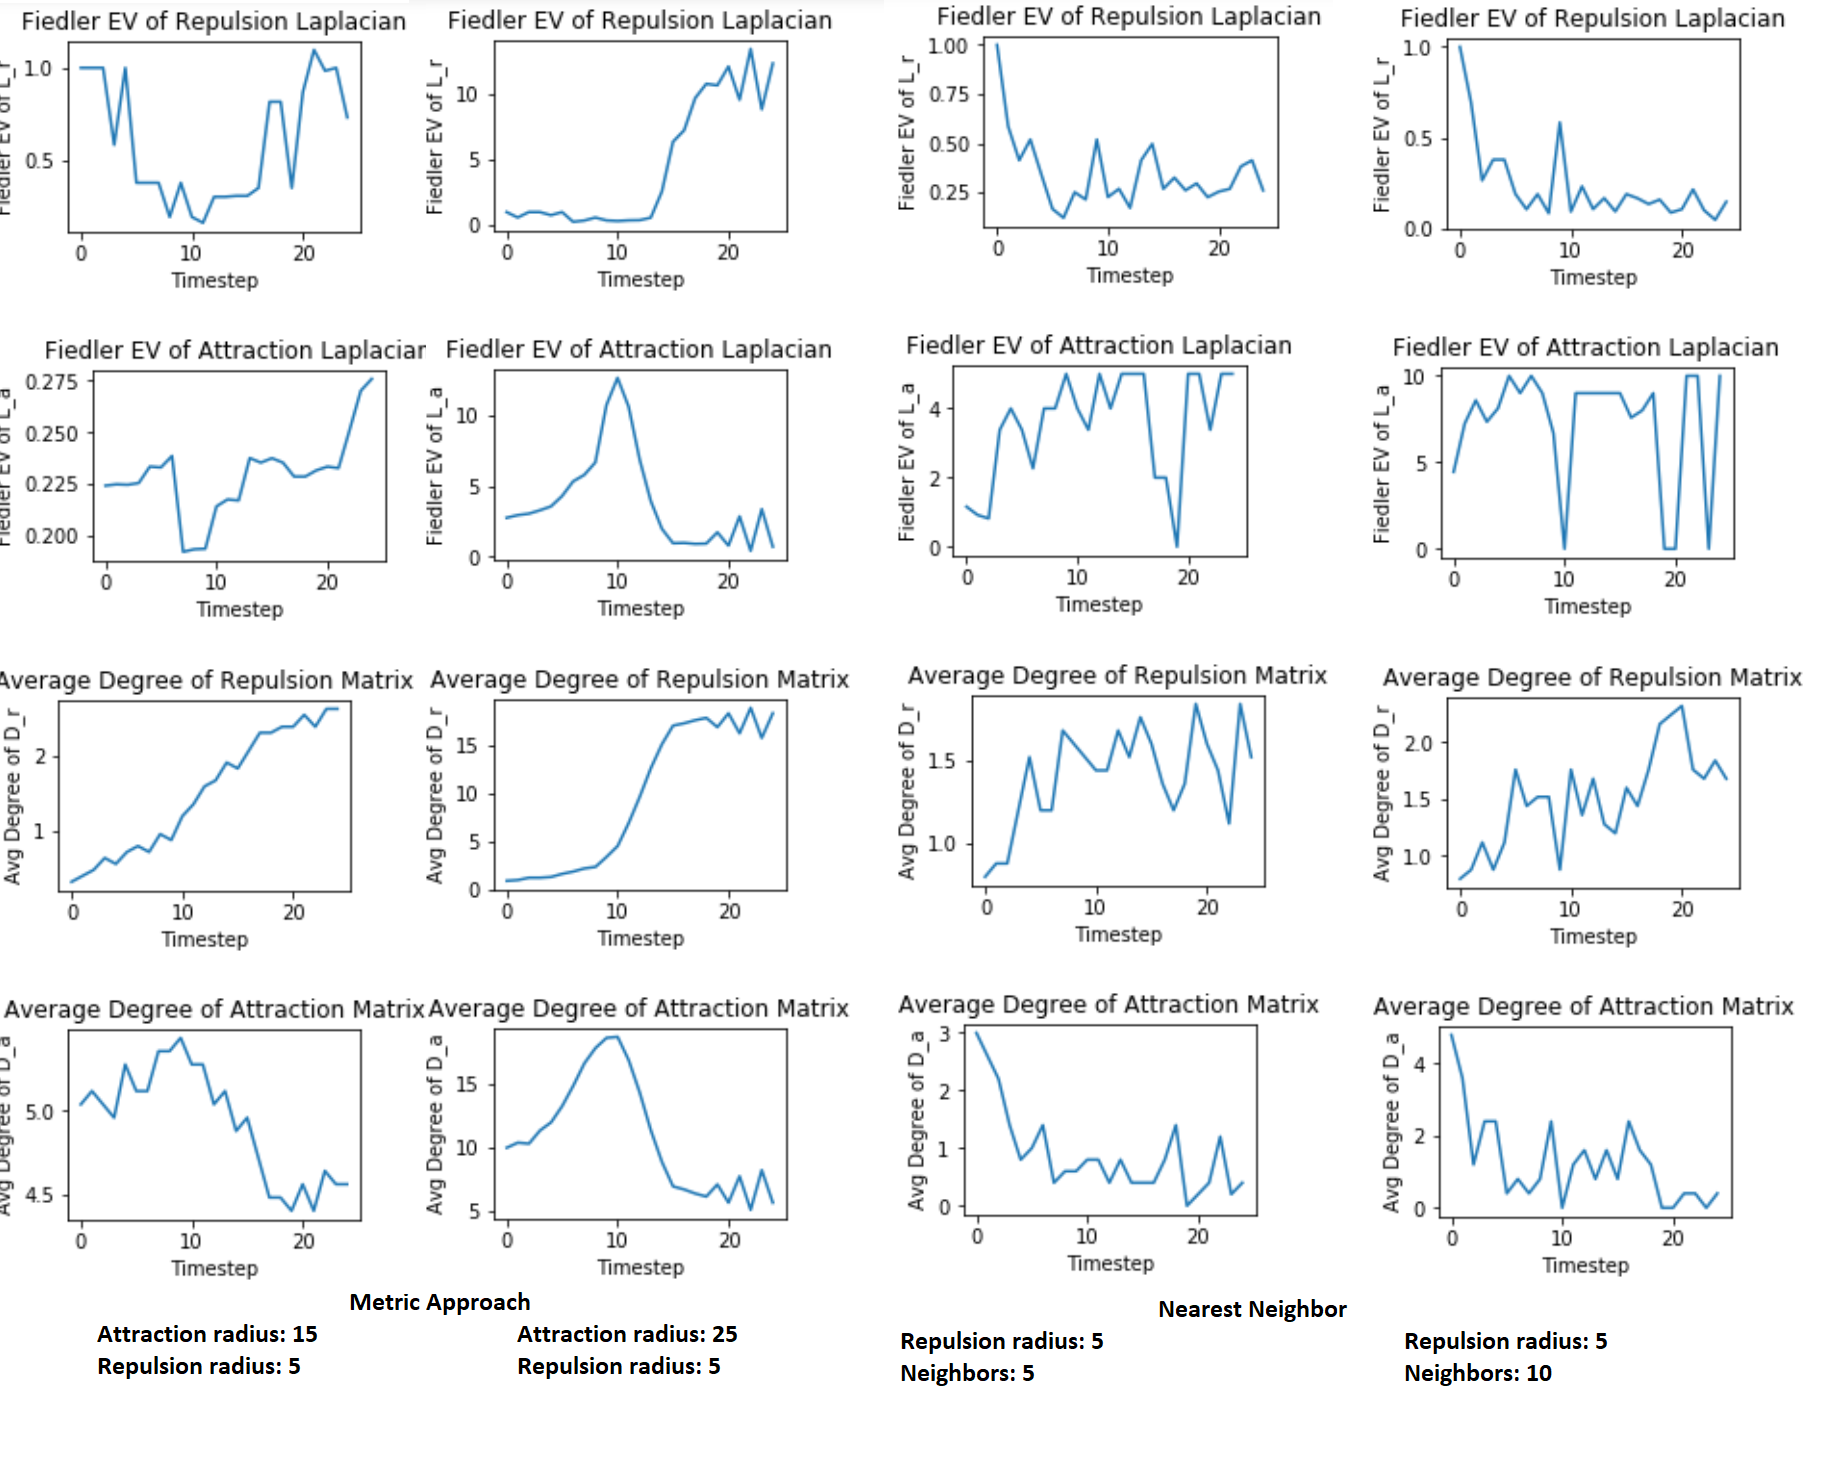 Fiedler EV of Repulsion Laplacian
Fiedler EV of L_r
1.0
0.5
0 10 20
Timestep
Fiedler EV of Repulsion Laplacian
Fiedler EV of L_r
10
5
0
0 10 20
Timestep
Fiedler EV of Repulsion Laplacian
Fiedler EV of L_r
1.00
0.75
0.50
0.25
0 10 20
Timestep
Fiedler EV of Repulsion Laplacian
Fiedler EV of L_r
1.0
0.5
0.0
0 10 20
Timestep
Fiedler EV of Attraction Laplacian
Fiedler EV of L_a
0.275
0.250
0.225
0.200
0 10 20
Timestep
Fiedler EV of Attraction Laplacian
Fiedler EV of L_a
10
5
0
0 10 20
Timestep
Fiedler EV of Attraction Laplacian
Fiedler EV of L_a
4
2
0
0 10 20
Timestep
Fiedler EV of Attraction Laplacian
Fiedler EV of L_a
10
5
0
0 10 20
Timestep
Average Degree of Repulsion Matrix
Avg Degree of D_r
2
1
0 10 20
Timestep
Average Degree of Repulsion Matrix
Avg Degree of D_r
15
10
5
0
0 10 20
Timestep
Average Degree of Repulsion Matrix
Avg Degree of D_r
1.5
1.0
0 10 20
Timestep
Average Degree of Repulsion Matrix
Avg Degree of D_r
2.0
1.5
1.0
0 10 20
Timestep
Average Degree of Attraction Matrix
Avg Degree of D_a
5.0
4.5
0 10 20
Timestep
Average Degree of Attraction Matrix
Avg Degree of D_a
15
10
5
0 10 20
Timestep
Average Degree of Attraction Matrix
Avg Degree of D_a
3
2
1
0
0 10 20
Timestep
Average Degree of Attraction Matrix
Avg Degree of D_a
4
2
0
0 10 20
Timestep
Metric Approach
Attraction radius: 15
Repulsion radius: 5
Attraction radius: 25
Repulsion radius: 5
Nearest Neighbor
Repulsion radius: 5
Neighbors: 5
Repulsion radius: 5
Neighbors: 10